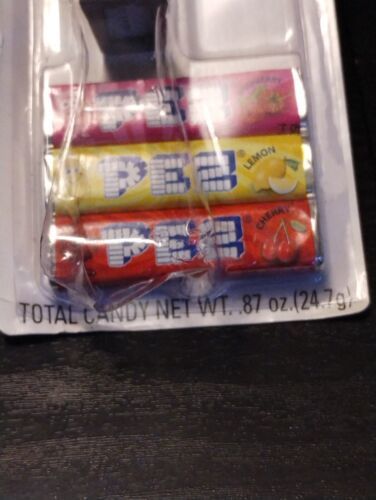 PEZ
PEZ
LEMON
PEZ
CHERRY
TOTAL CANDY NET WT. .87 oz. (24.7g)